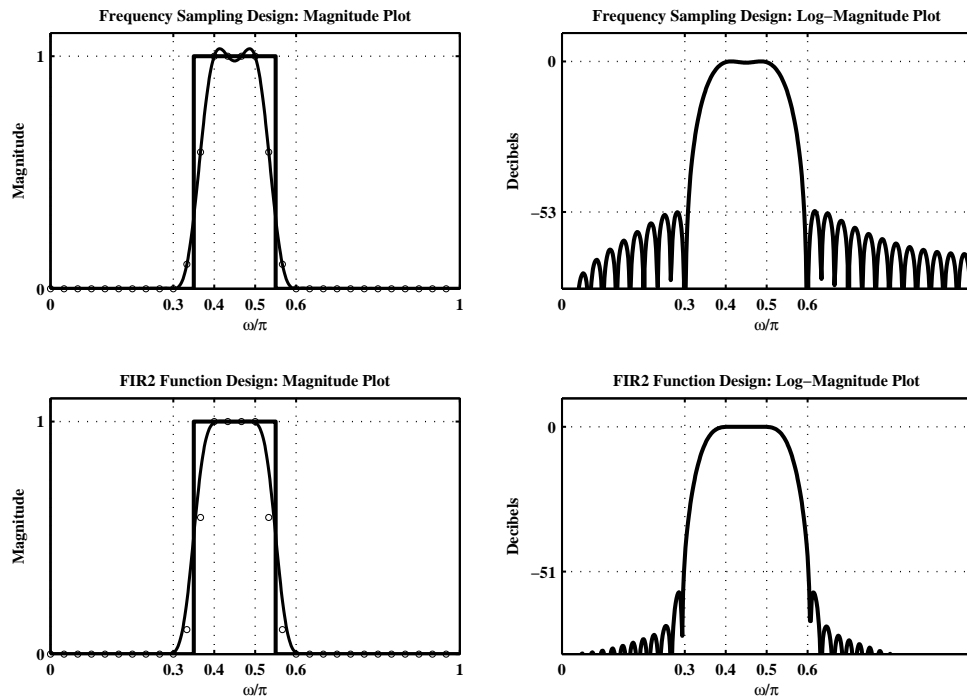 Frequency Sampling Design: Magnitude Plot
1
Magnitude
0
0 0.3 0.4 0.5 0.6 1
ω/π
Frequency Sampling Design: Log−Magnitude Plot
0
Decibels
−53
0 0.3 0.4 0.5 0.6
ω/π
FIR2 Function Design: Magnitude Plot
1
Magnitude
0
0 0.3 0.4 0.5 0.6 1
ω/π
FIR2 Function Design: Log−Magnitude Plot
0
Decibels
−51
0 0.3 0.4 0.5 0.6
ω/π